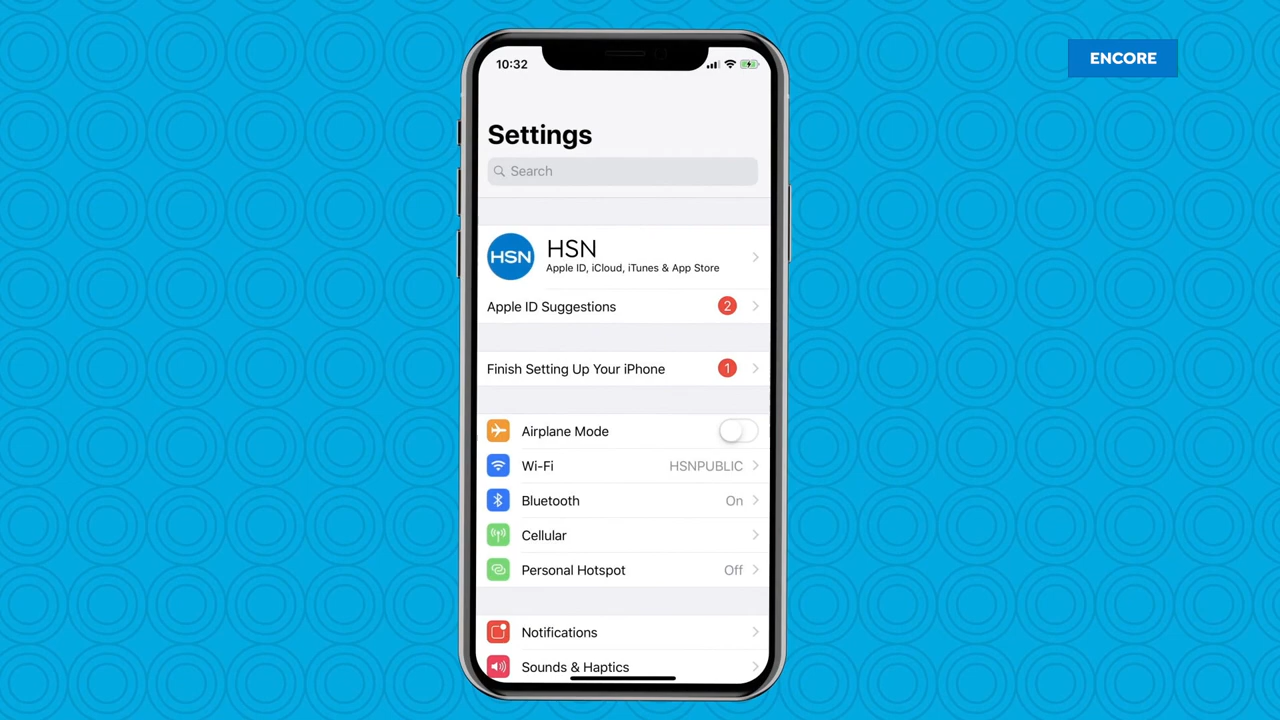 ENCORE
10:32
Settings
Search
HSN
HSN
Apple ID, iCloud, iTunes & App Store
Apple ID Suggestions 2
Finish Setting Up Your iPhone 1
Airplane Mode
Wi-Fi HSNPUBLIC
Bluetooth On
Cellular
Personal Hotspot Off
Notifications
Sounds & Haptics